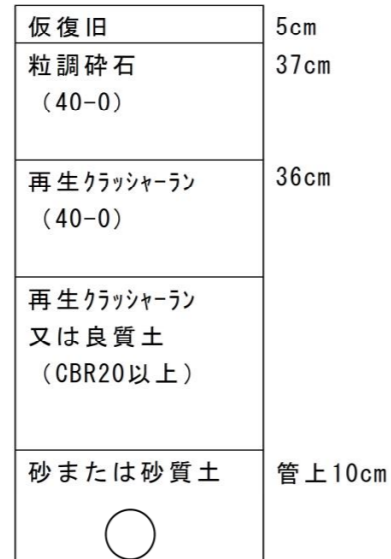 仮復旧 5cm
粒調砕石 37cm
（40-0）
再生ｸﾗｯｼｬｰﾗﾝ 36cm
（40-0）
再生ｸﾗｯｼｬｰﾗﾝ
又は良質土
（CBR20以上）
砂または砂質土 管上10cm